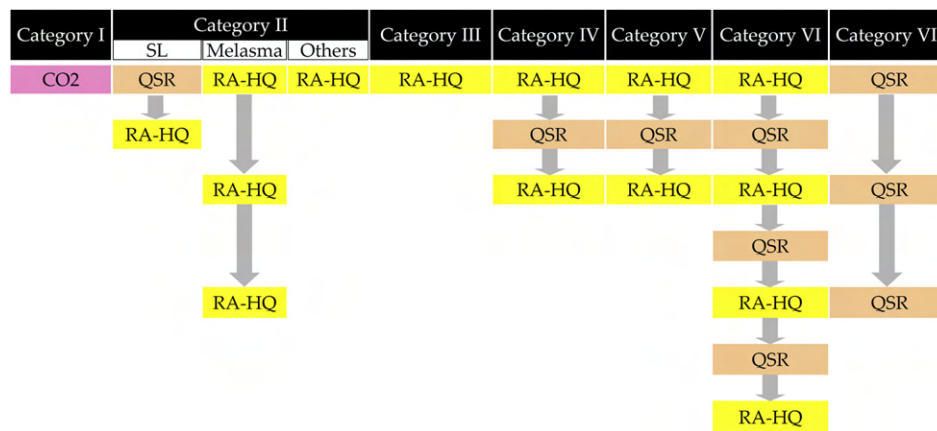 Category I Category II Category III Category IV Category V Category VI Category VI
SL Melasma Others
CO2 QSR RA-HQ RA-HQ RA-HQ RA-HQ RA-HQ RA-HQ QSR
RA-HQ QSR QSR QSR
RA-HQ RA-HQ RA-HQ RA-HQ QSR
QSR
RA-HQ RA-HQ QSR
QSR
RA-HQ